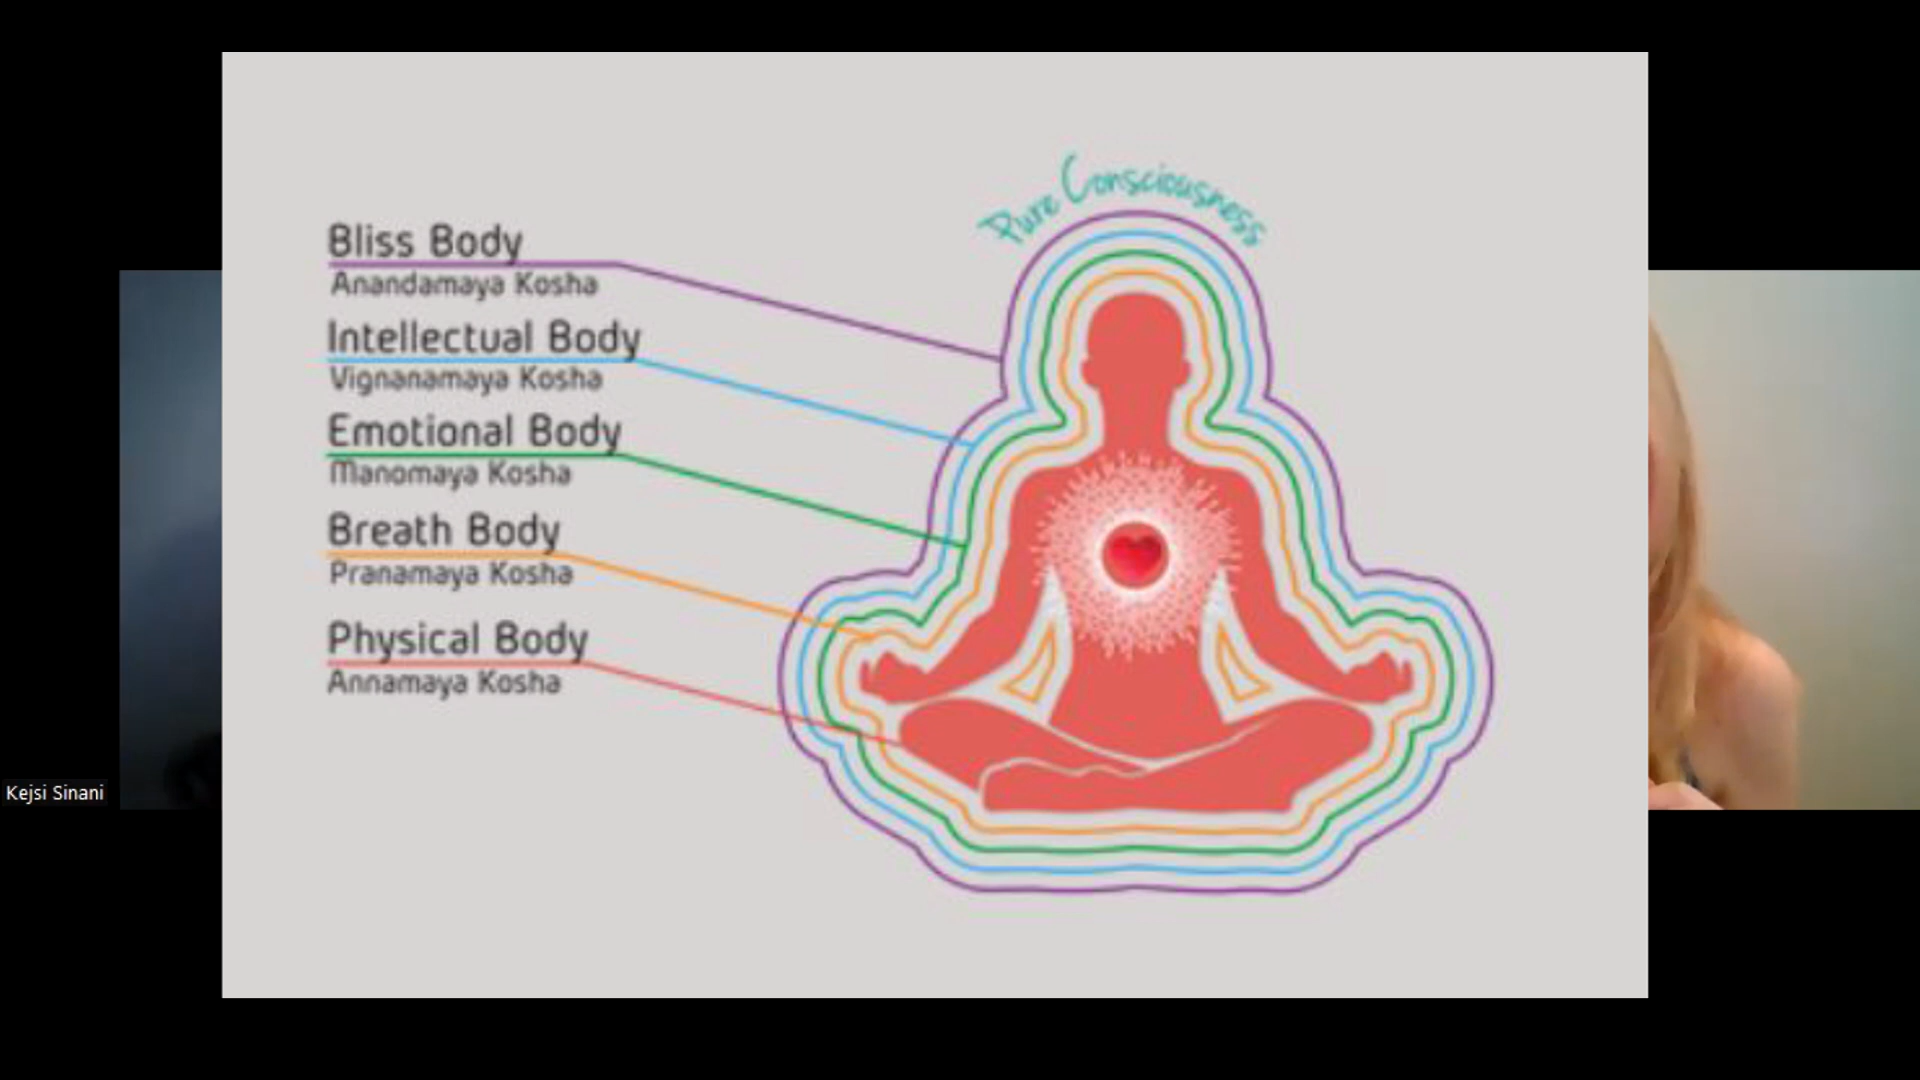 Pure Consciousness
Bliss Body
Anandamaya Kosha
Intellectual Body
Vignanamaya Kosha
Emotional Body
Manomaya Kosha
Breath Body
Pranamaya Kosha
Physical Body
Annamaya Kosha
Kejsi Sinani